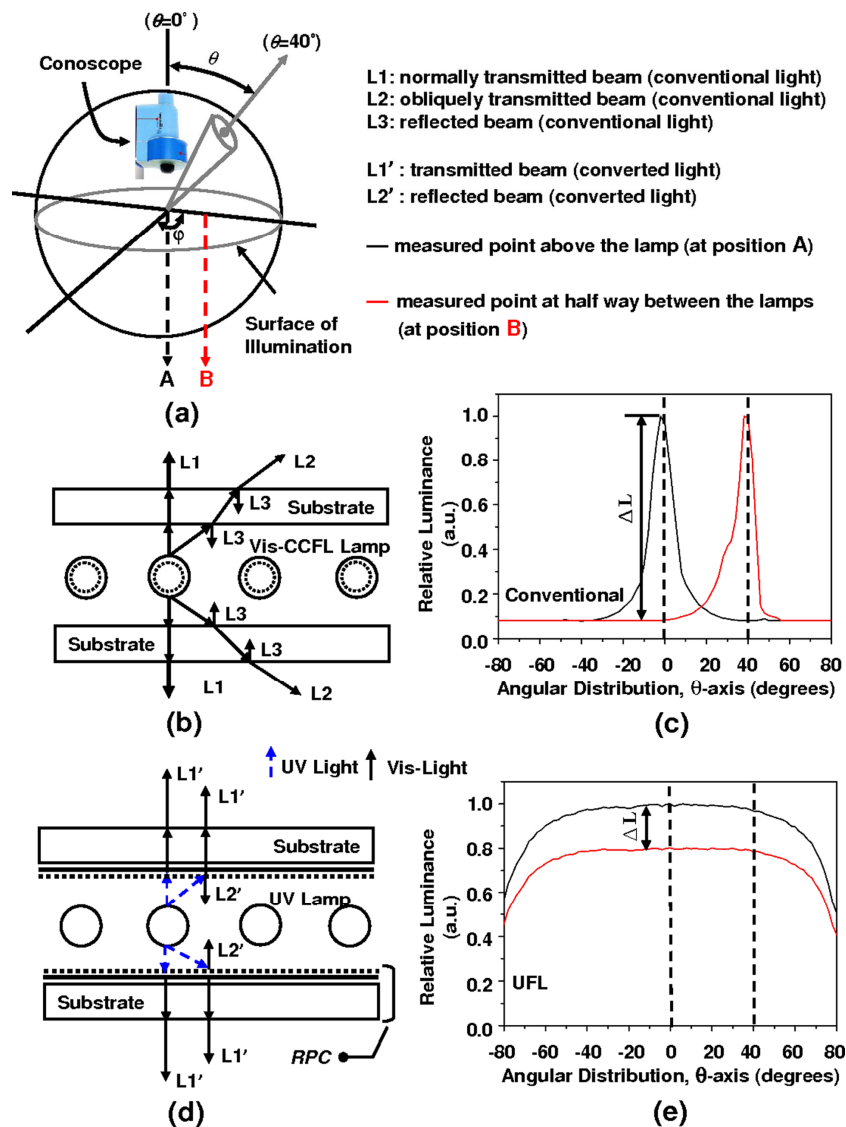 (θ=0°)
(θ=40°)
θ
Conoscope
φ
Surface of
Illumination
A
B
(a)
L1: normally transmitted beam (conventional light)
L2: obliquely transmitted beam (conventional light)
L3: reflected beam (conventional light)
L1' : transmitted beam (converted light)
L2' : reflected beam (converted light)
measured point above the lamp (at position A)
measured point at half way between the lamps
(at position B)
L1
L2
L3
Substrate
L3
Vis-CCFL Lamp
L3
Substrate
L3
L1
L2
(b)
1.0
0.8
0.6
0.4
0.2
0.0
Relative Luminance
(a.u.)
ΔL
Conventional
-80 -60 -40 -20 0 20 40 60 80
Angular Distribution, θ-axis (degrees)
(c)
UV Light
Vis-Light
L1'
L1'
Substrate
L2'
UV Lamp
L2'
Substrate
L1'
L1'
RPC
(d)
1.0
0.8
0.6
0.4
0.2
0.0
Relative Luminance
(a.u.)
ΔL
UFL
-80 -60 -40 -20 0 20 40 60 80
Angular Distribution, θ-axis (degrees)
(e)